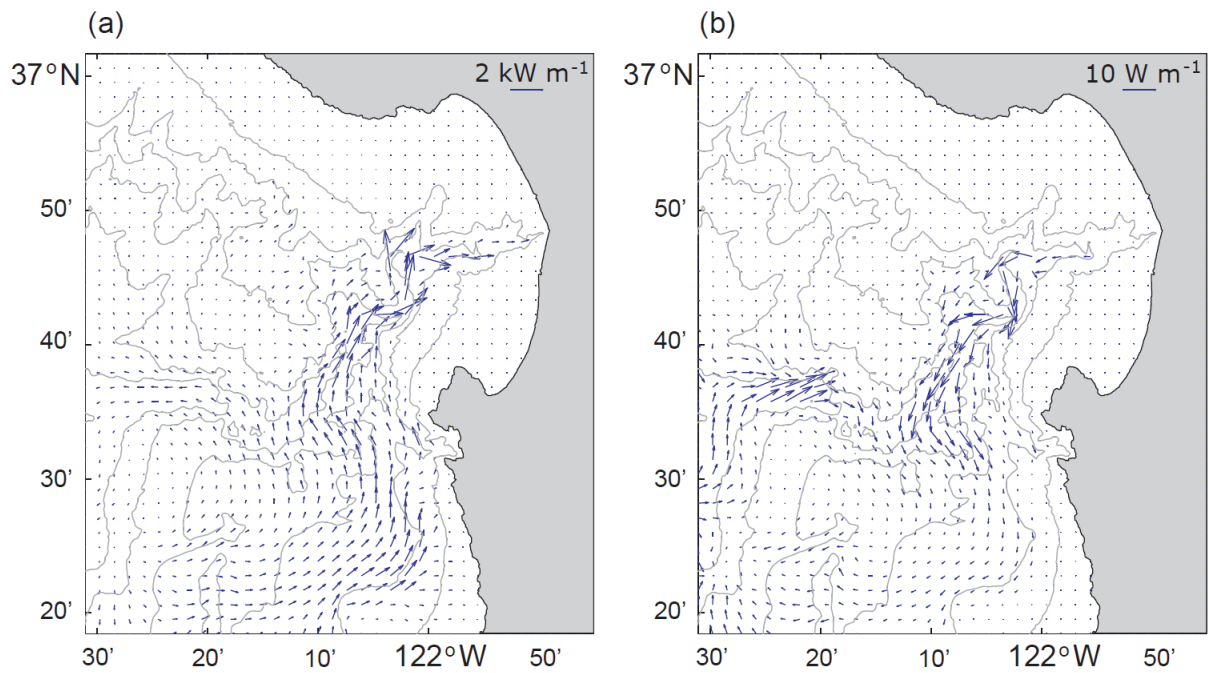 (a) (b)
37°N 2 kW m-1 37°N 10 W m-1
50’ 50’
40’ 40’
30’ 30’
20’ 20’
30’ 20’ 10’ 122°W 50’ 30’ 20’ 10’ 122°W 50’